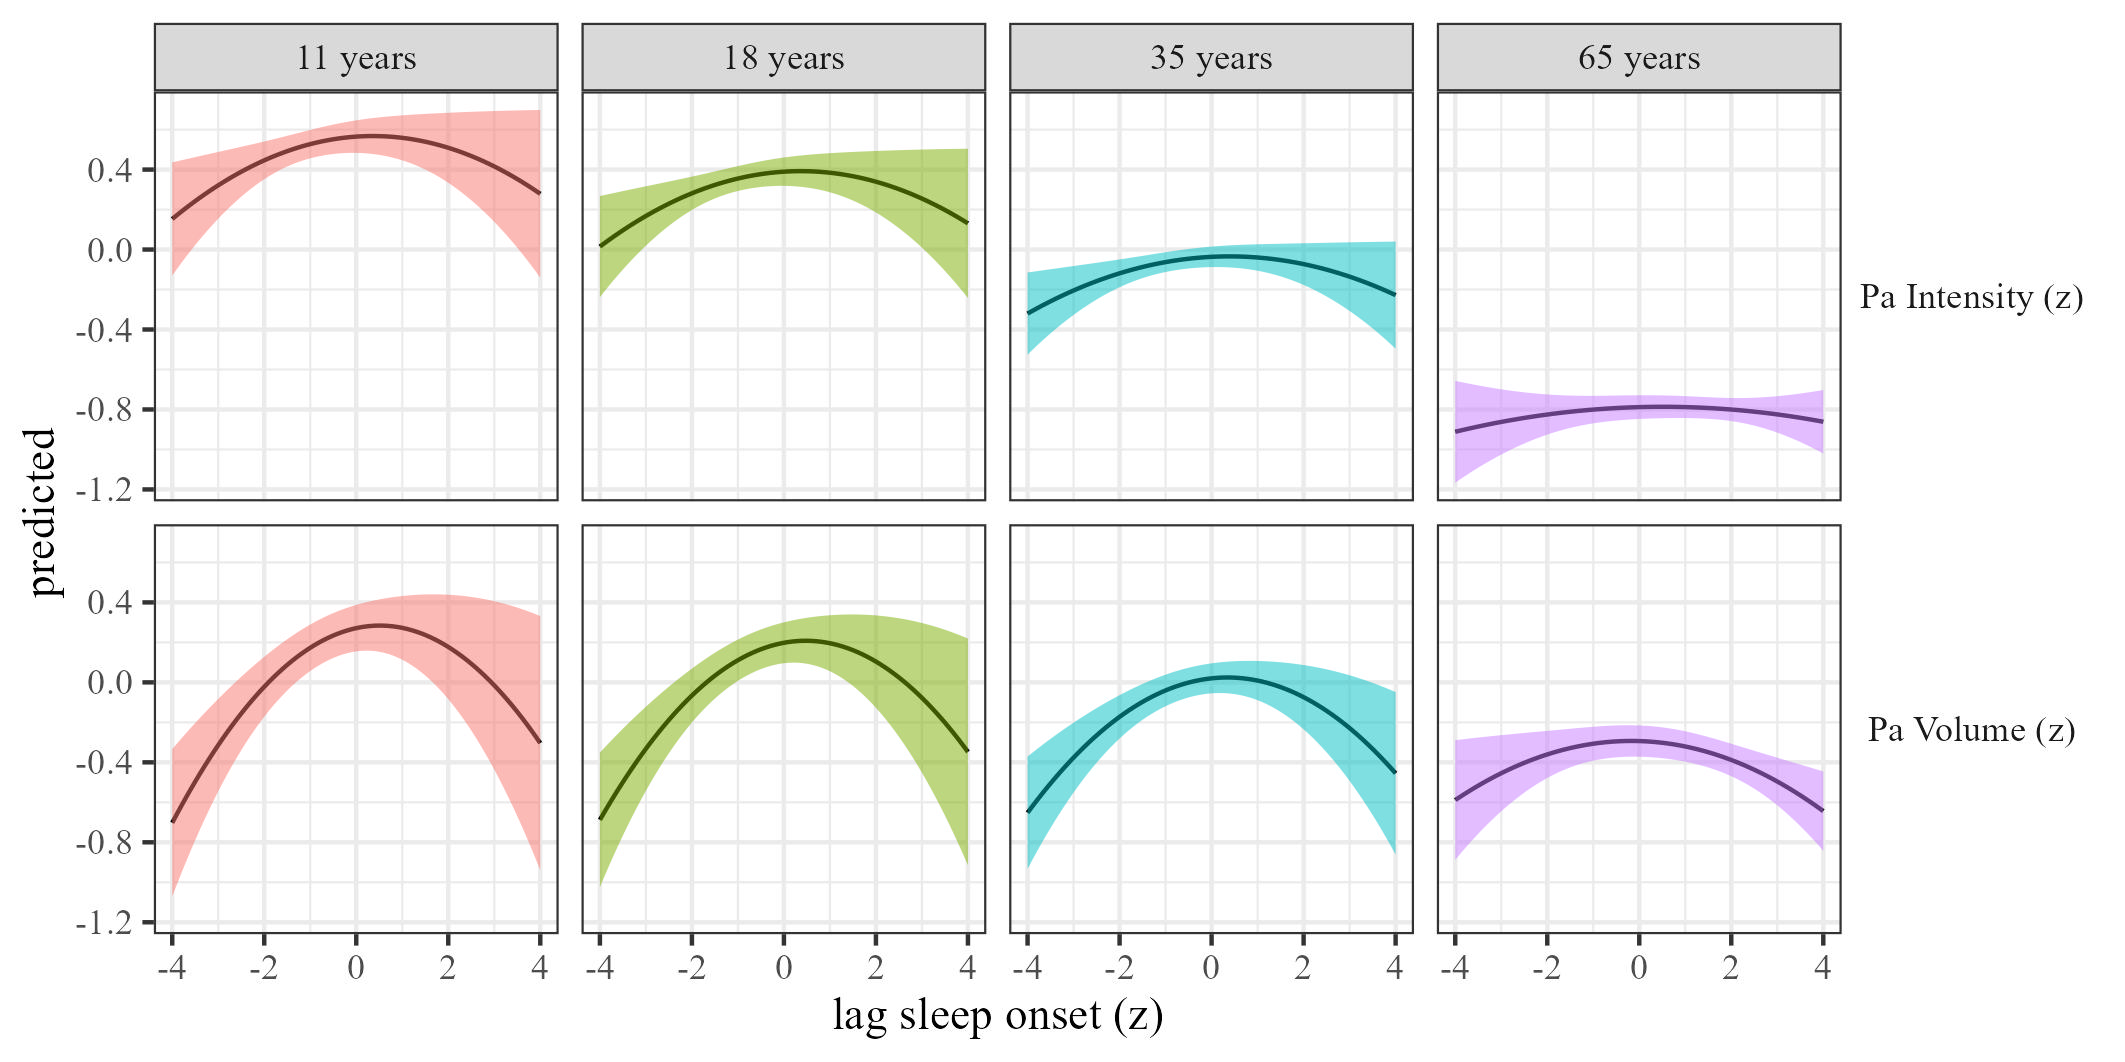 11 years
18 years
35 years
65 years
0.4
0.0
-0.4
-0.8
-1.2
Pa Intensity (z)
predicted
0.4
0.0
-0.4
-0.8
-1.2
Pa Volume (z)
-4 -2 0 2 4
-4 -2 0 2 4
-4 -2 0 2 4
-4 -2 0 2 4
lag sleep onset (z)